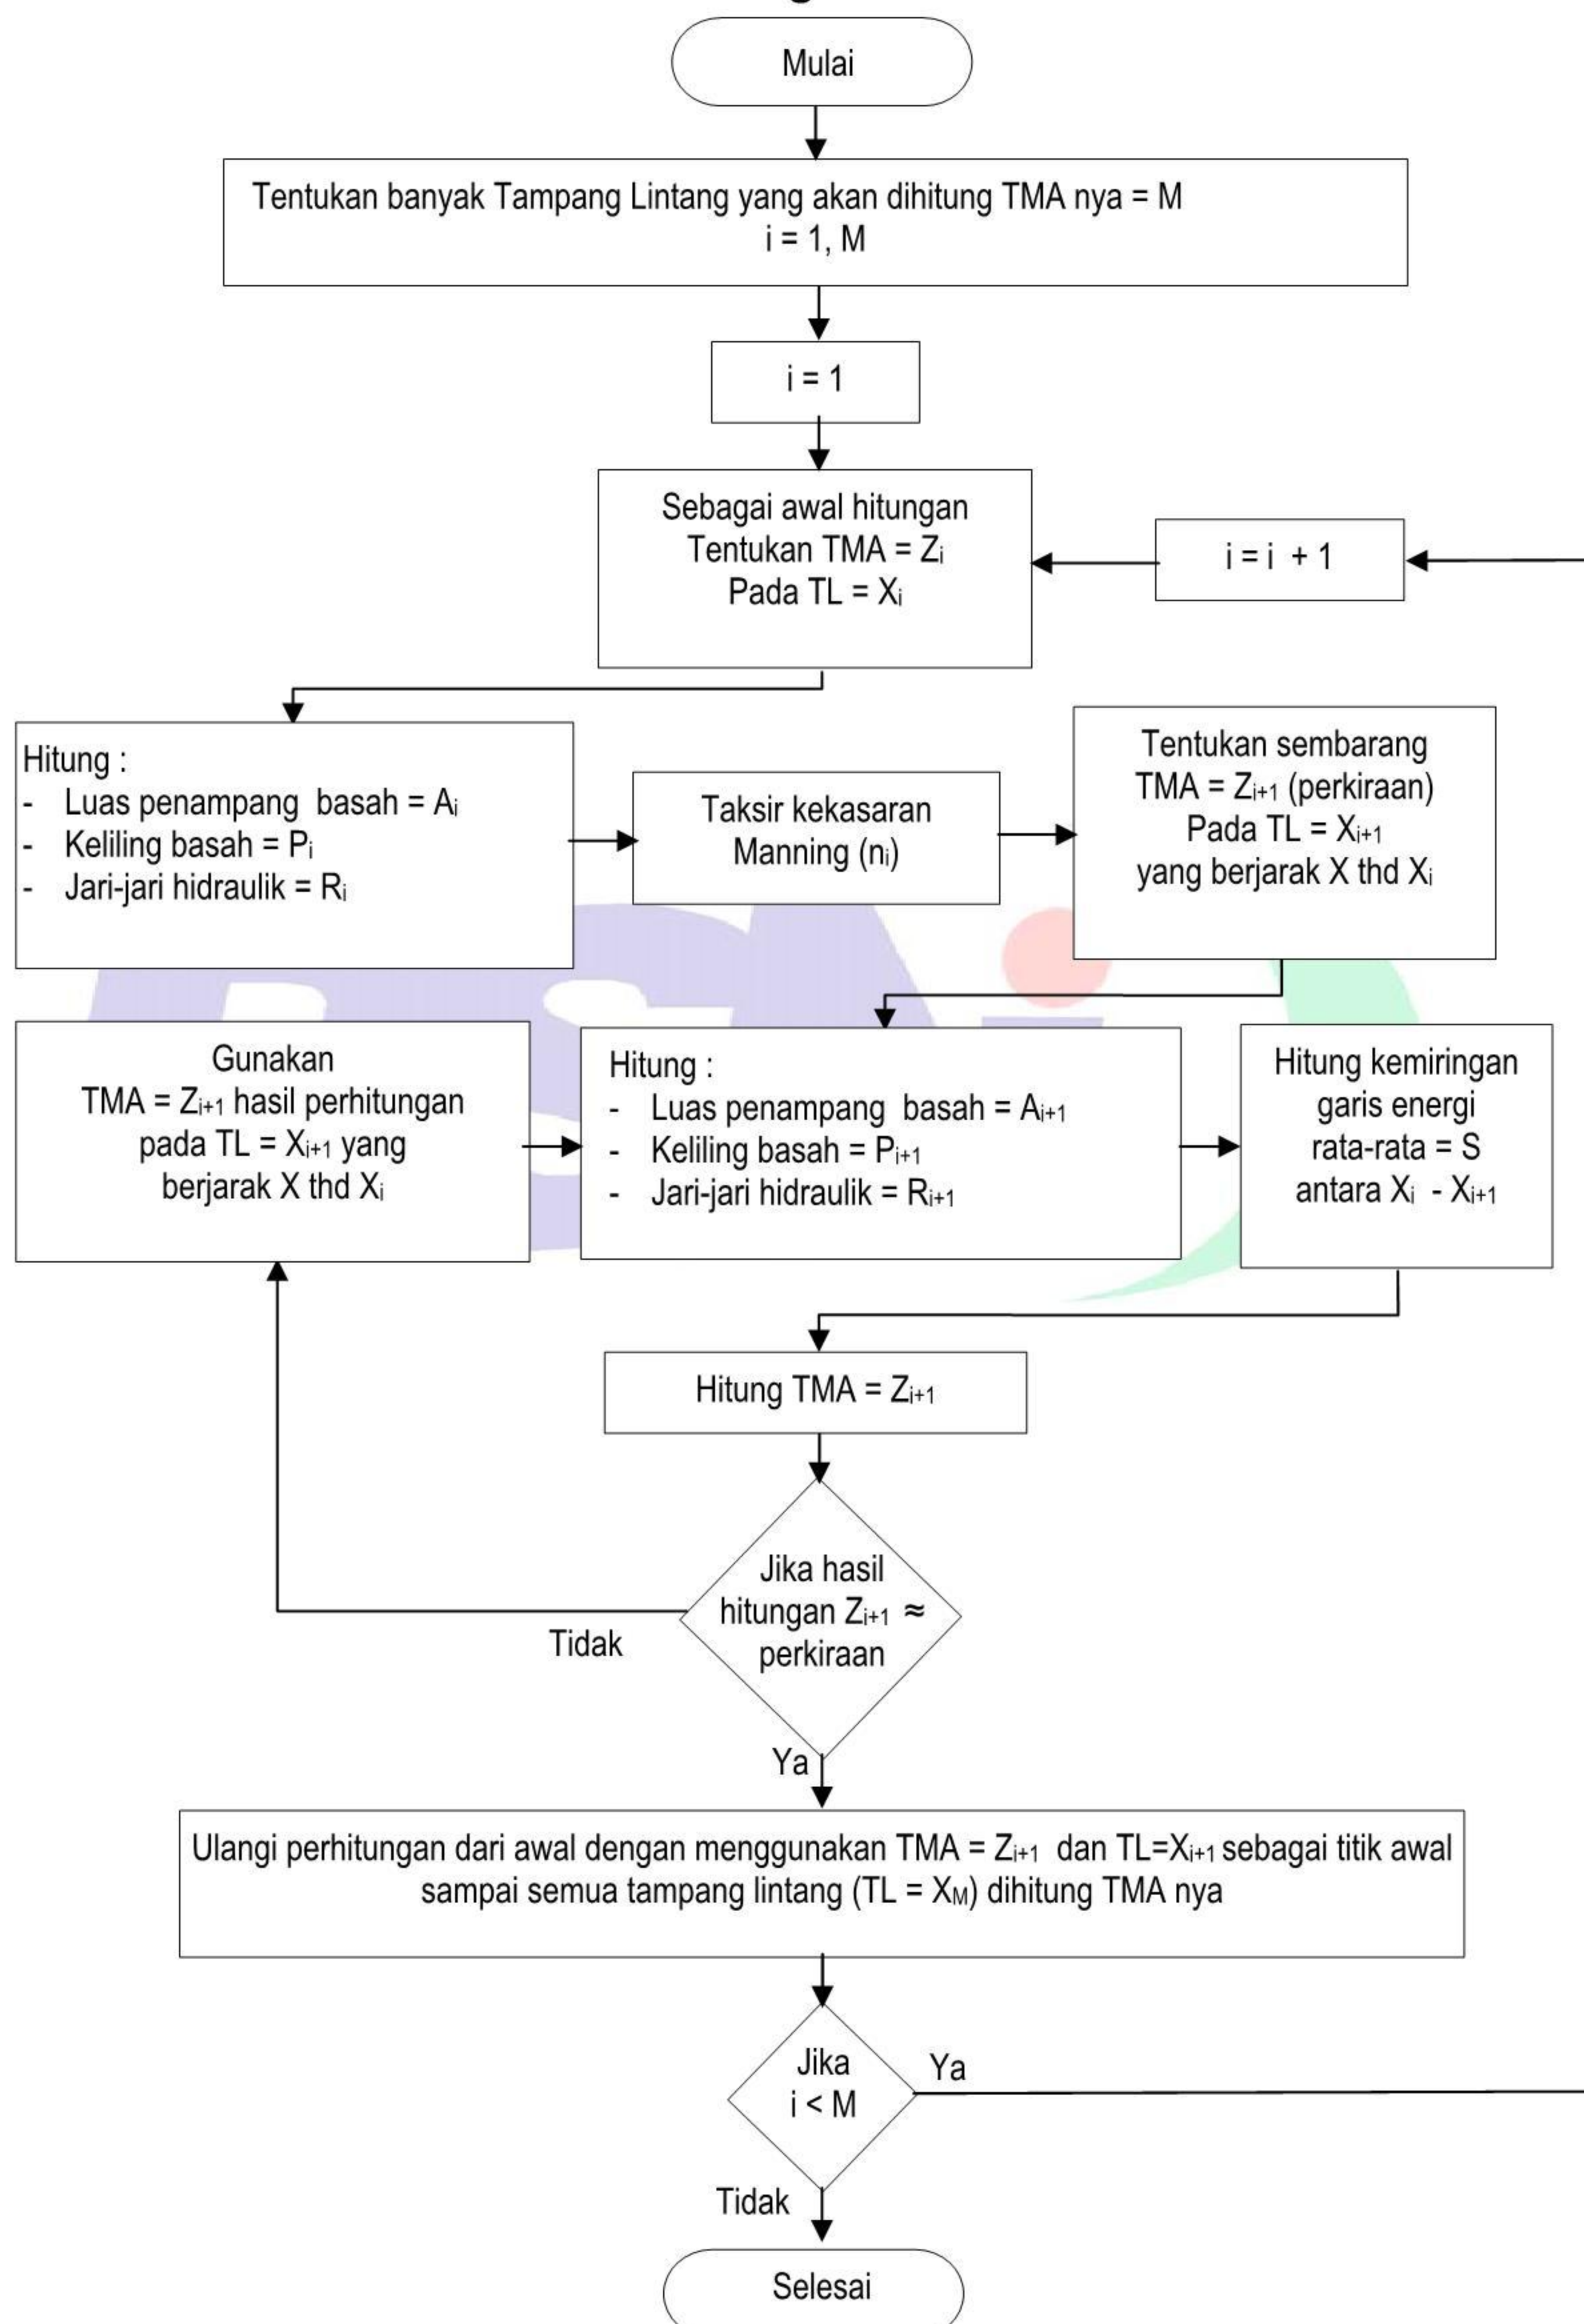 Mulai
Tentukan banyak Tampang Lintang yang akan dihitung TMA nya = M
i = 1, M
i = 1
Sebagai awal hitungan
Tentukan TMA = Zi
Pada TL = Xi
i = i + 1
Hitung :
- Luas penampang basah = Ai
- Keliling basah = Pi
- Jari-jari hidraulik = Ri
Taksir kekasaran
Manning (ni)
Tentukan sembarang
TMA = Zi+1 (perkiraan)
Pada TL = Xi+1
yang berjarak X thd Xi
Gunakan
TMA = Zi+1 hasil perhitungan
pada TL = Xi+1 yang
berjarak X thd Xi
Hitung :
- Luas penampang basah = Ai+1
- Keliling basah = Pi+1
- Jari-jari hidraulik = Ri+1
Hitung kemiringan
garis energi
rata-rata = S
antara Xi - Xi+1
Hitung TMA = Zi+1
Jika hasil
hitungan Zi+1 ≈
perkiraan
Tidak
Ya
Ulangi perhitungan dari awal dengan menggunakan TMA = Zi+1 dan TL=Xi+1 sebagai titik awal
sampai semua tampang lintang (TL = XM) dihitung TMA nya
Jika
i < M
Ya
Tidak
Selesai